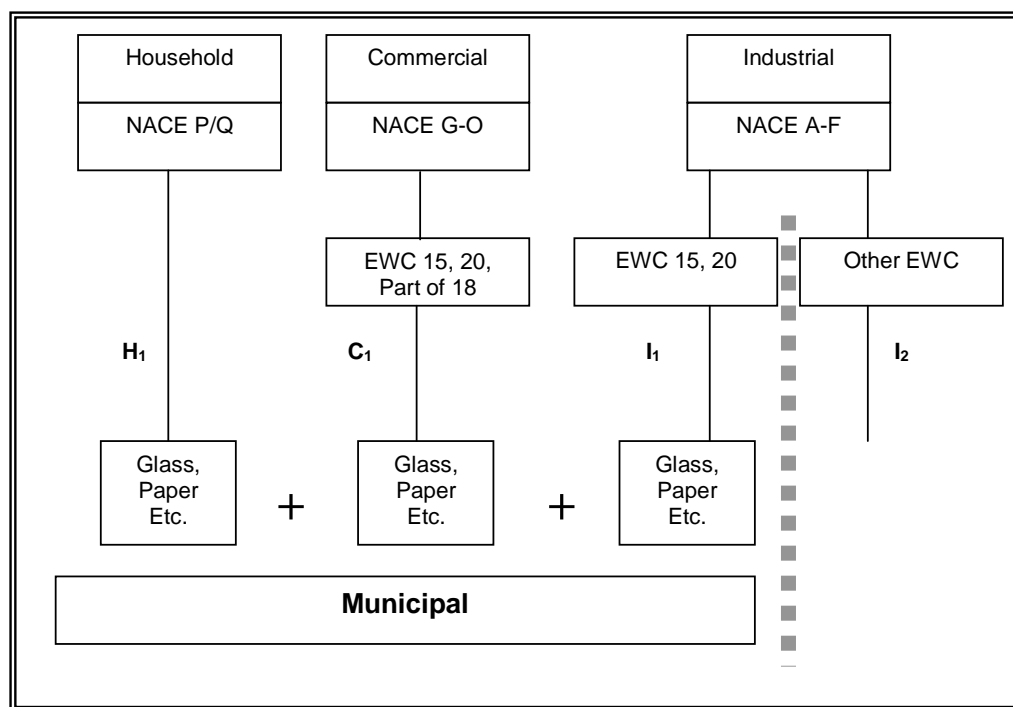 Household
Commercial
Industrial
NACE P/Q
NACE G-O
NACE A-F
EWC 15, 20,
Part of 18
EWC 15, 20
Other EWC
H₁
C₁
I₁
I₂
Glass,
Paper
Etc.
+
Glass,
Paper
Etc.
+
Glass,
Paper
Etc.
Municipal